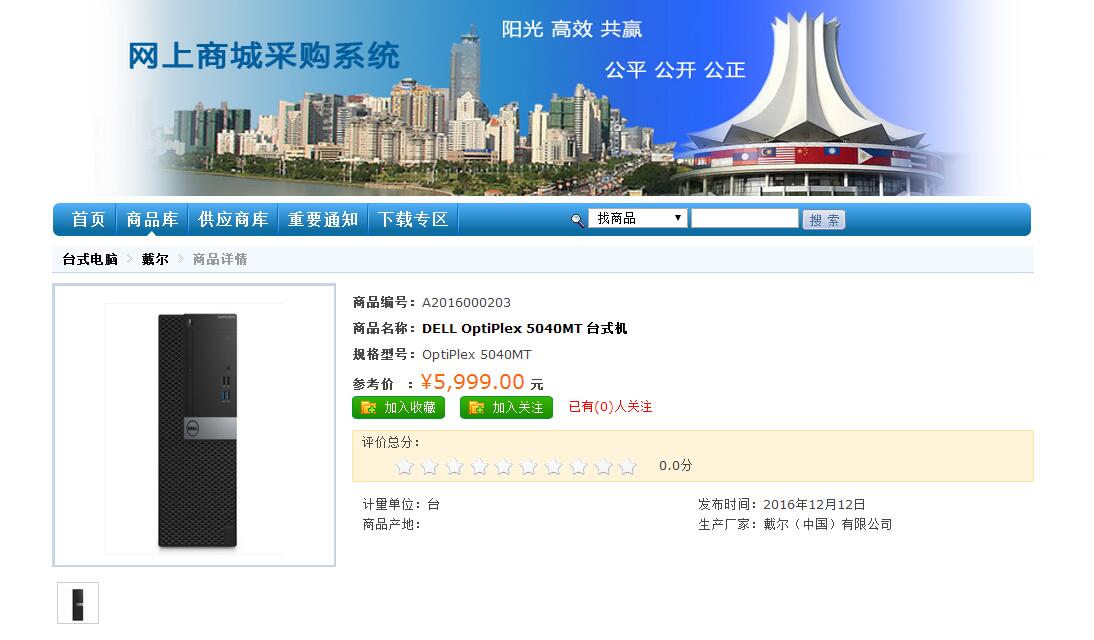 网上商城采购系统
阳光 高效 共赢
公平 公开 公正
首页 商品库 供应商库 重要通知 下载专区 找商品 搜 索
台式电脑 戴尔 商品详情
商品编号：A2016000203
商品名称：DELL OptiPlex 5040MT 台式机
规格型号：OptiPlex 5040MT
参考价 ：¥5,999.00 元
加入收藏 加入关注 已有(0)人关注
评价总分：
0.0分
计量单位：台 发布时间：2016年12月12日
商品产地： 生产厂家：戴尔（中国）有限公司
DELL